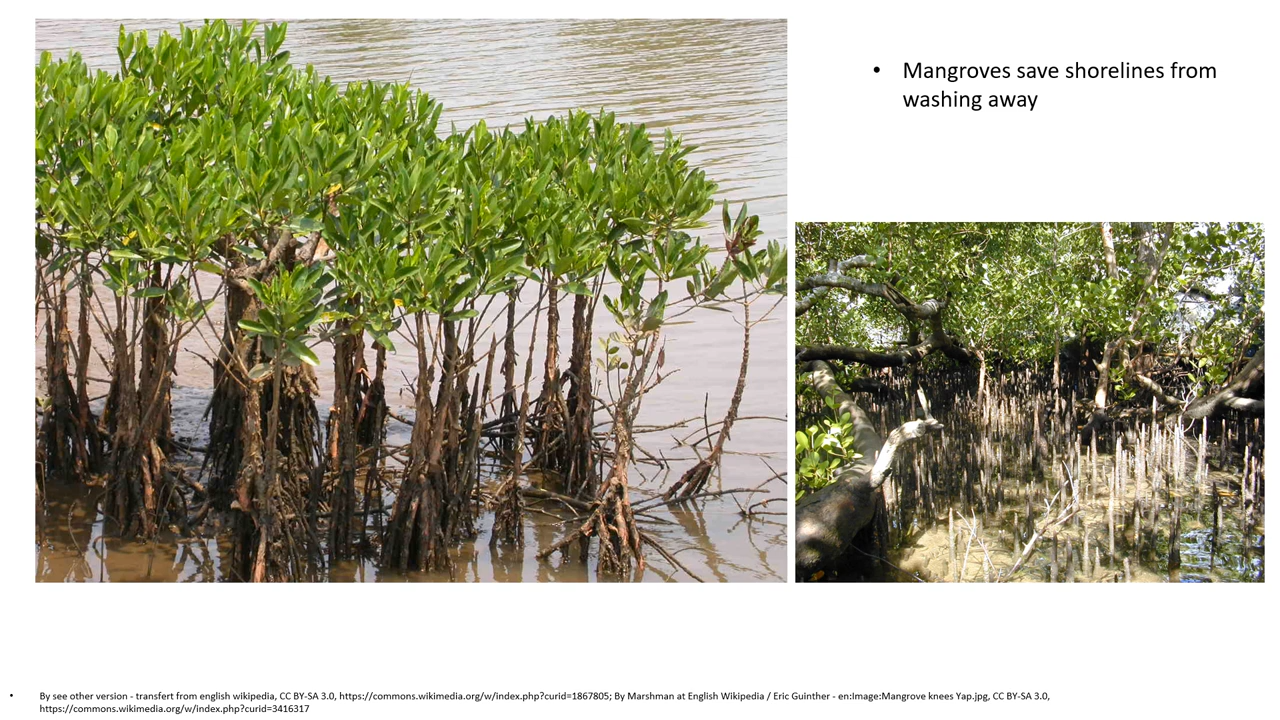 • Mangroves save shorelines from
washing away
• By see other version - transfert from english wikipedia, CC BY-SA 3.0, https://commons.wikimedia.org/w/index.php?curid=1867805; By Marshman at English Wikipedia / Eric Guinther - en:Image:Mangrove knees Yap.jpg, CC BY-SA 3.0,
https://commons.wikimedia.org/w/index.php?curid=3416317